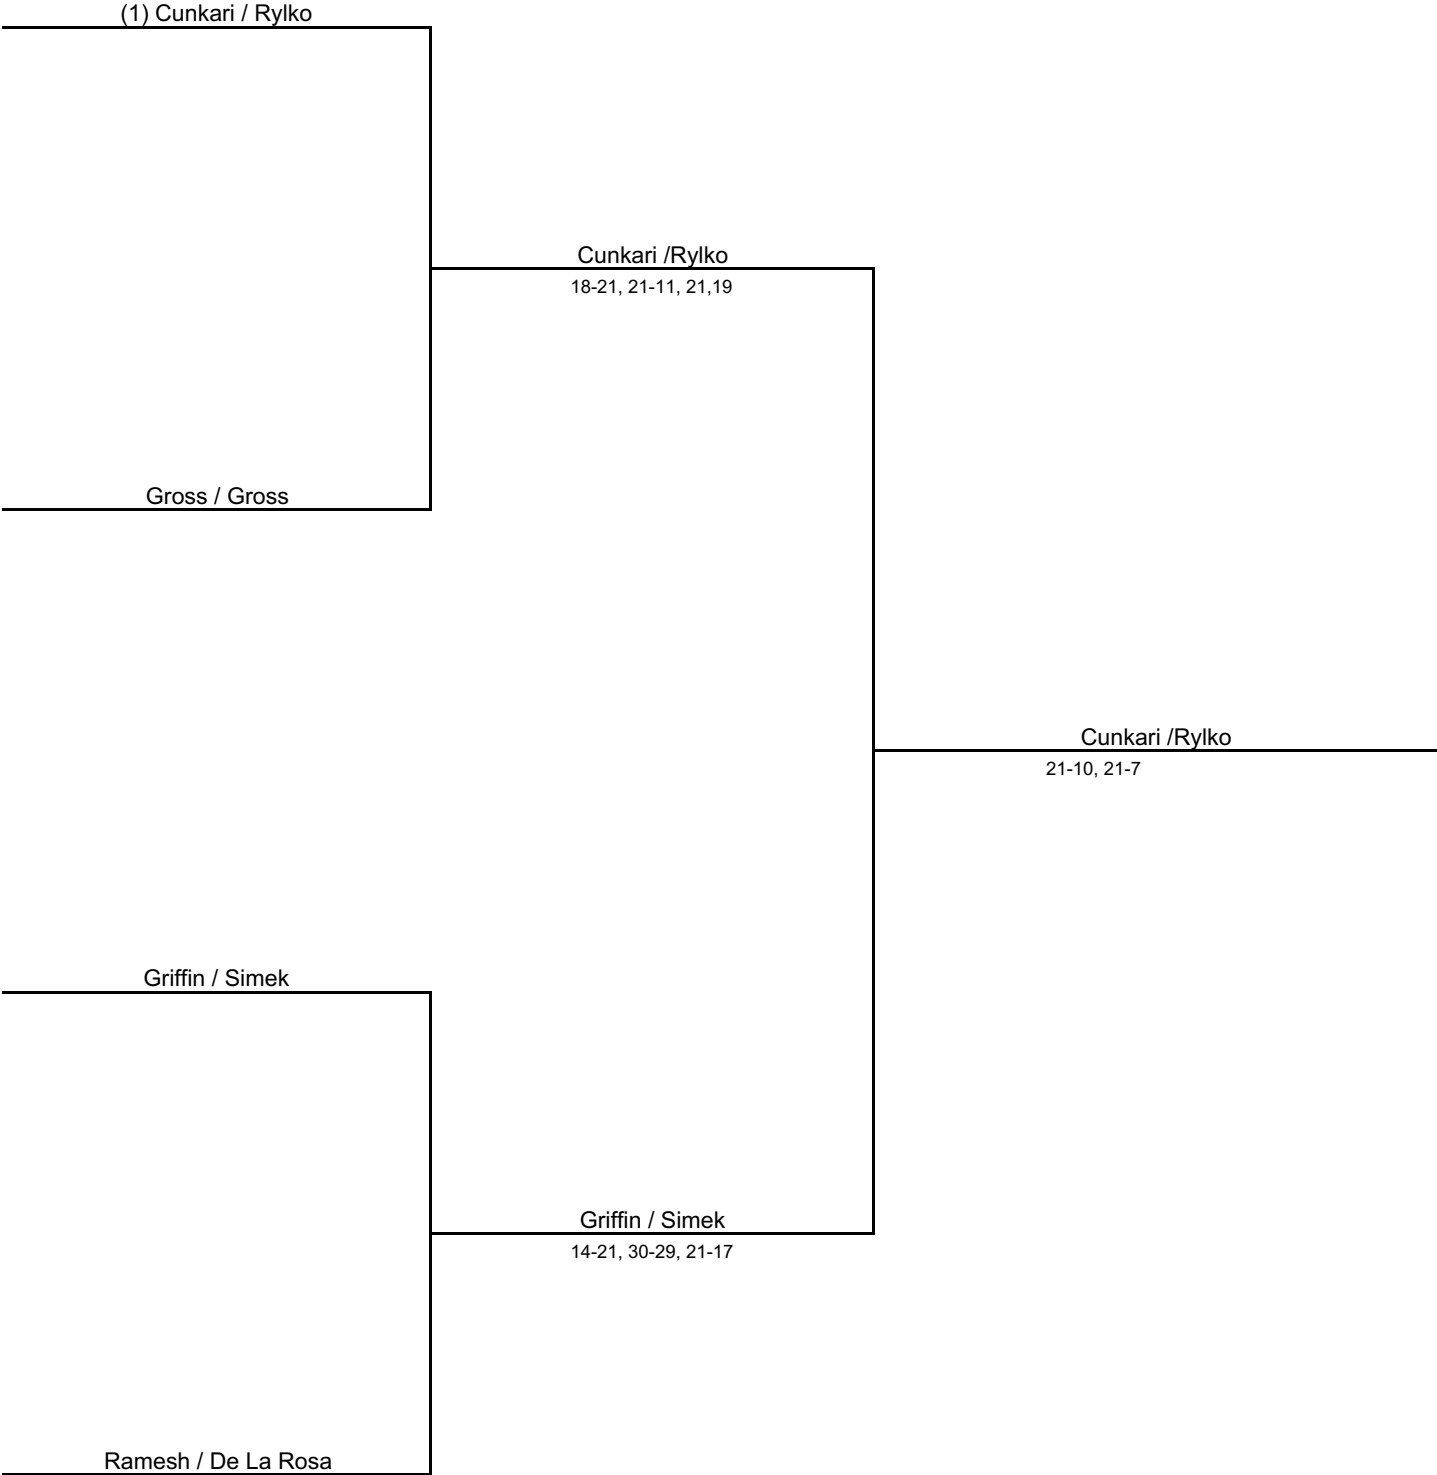 (1) Cunkari / Rylko
Cunkari /Rylko
18-21, 21-11, 21,19
Gross / Gross
Cunkari /Rylko
21-10, 21-7
Griffin / Simek
Griffin / Simek
14-21, 30-29, 21-17
Ramesh / De La Rosa